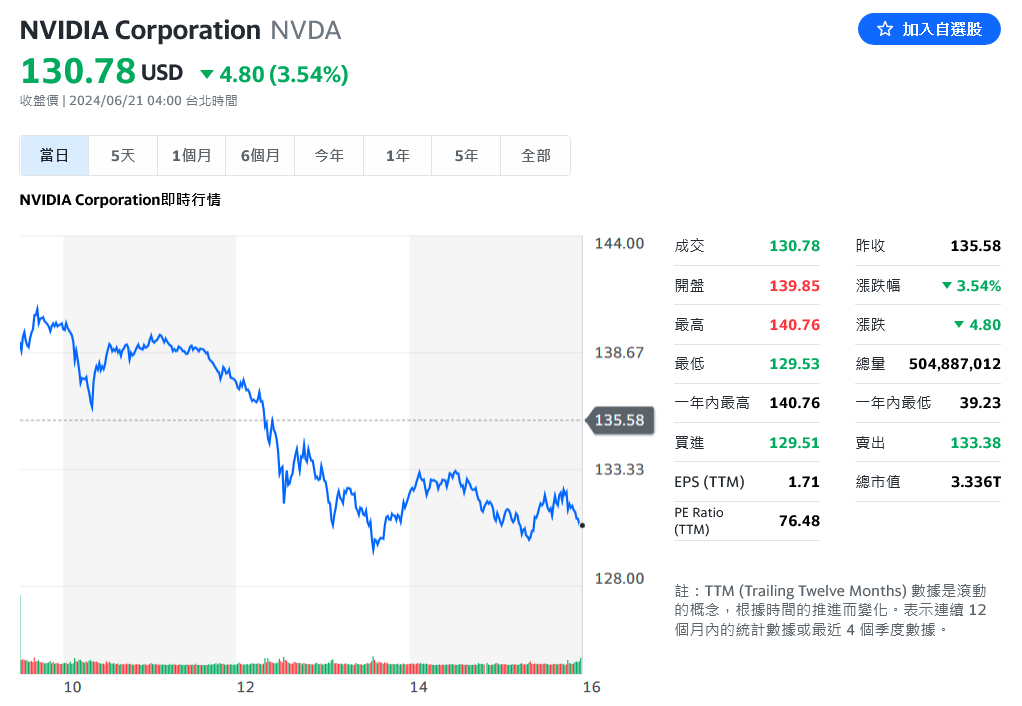 NVIDIA Corporation NVDA
加入自選股
130.78 USD ▼ 4.80 (3.54%)
收盤價 | 2024/06/21 04:00 台北時間
當日 5天 1個月 6個月 今年 1年 5年 全部
NVIDIA Corporation即時行情
144.00
138.67
135.58
133.33
128.00
10 12 14 16
成交 130.78 昨收 135.58
開盤 139.85 漲跌幅 ▼ 3.54%
最高 140.76 漲跌 ▼ 4.80
最低 129.53 總量 504,887,012
一年內最高 140.76 一年內最低 39.23
買進 129.51 賣出 133.38
EPS (TTM) 1.71 總市值 3.336T
PE Ratio
(TTM) 76.48
註：TTM (Trailing Twelve Months) 數據是滾動
的概念，根據時間的推進而變化。表示連續 12
個月內的統計數據或最近 4 個季度數據。